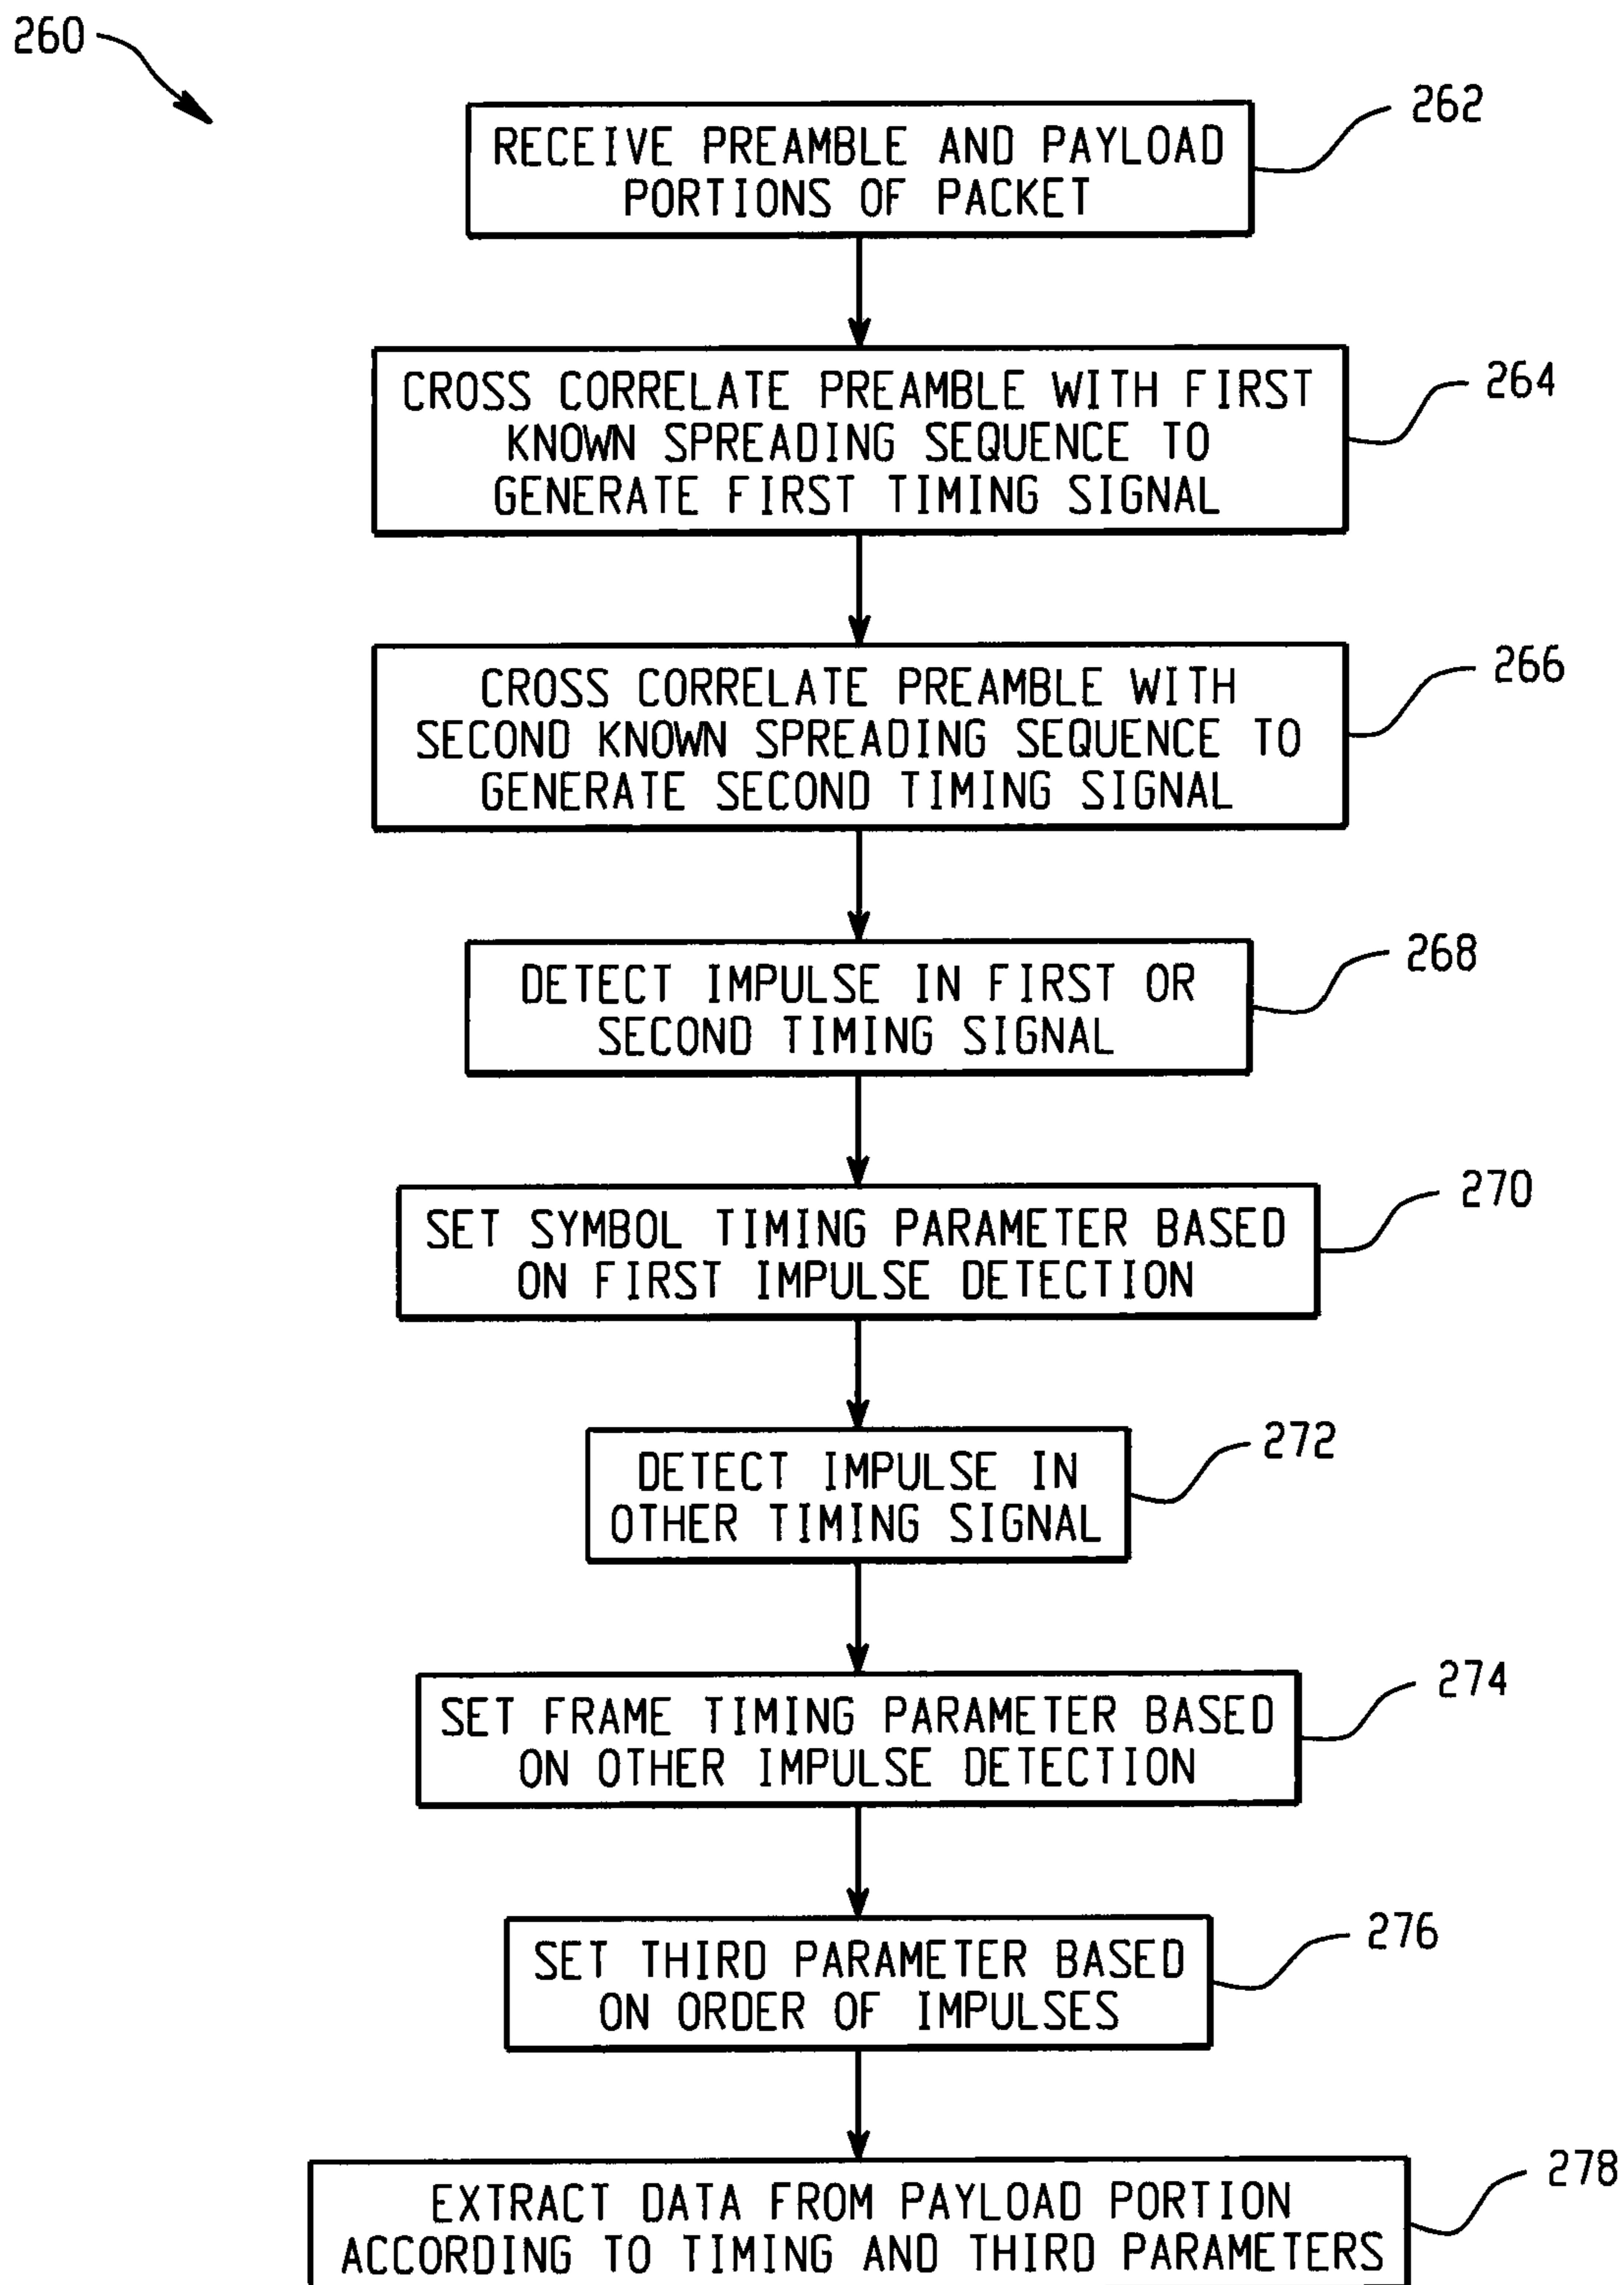 260
262
RECEIVE PREAMBLE AND PAYLOAD
PORTIONS OF PACKET
264
CROSS CORRELATE PREAMBLE WITH FIRST
KNOWN SPREADING SEQUENCE TO
GENERATE FIRST TIMING SIGNAL
266
CROSS CORRELATE PREAMBLE WITH
SECOND KNOWN SPREADING SEQUENCE TO
GENERATE SECOND TIMING SIGNAL
268
DETECT IMPULSE IN FIRST OR
SECOND TIMING SIGNAL
270
SET SYMBOL TIMING PARAMETER BASED
ON FIRST IMPULSE DETECTION
272
DETECT IMPULSE IN
OTHER TIMING SIGNAL
274
SET FRAME TIMING PARAMETER BASED
ON OTHER IMPULSE DETECTION
276
SET THIRD PARAMETER BASED
ON ORDER OF IMPULSES
278
EXTRACT DATA FROM PAYLOAD PORTION
ACCORDING TO TIMING AND THIRD PARAMETERS